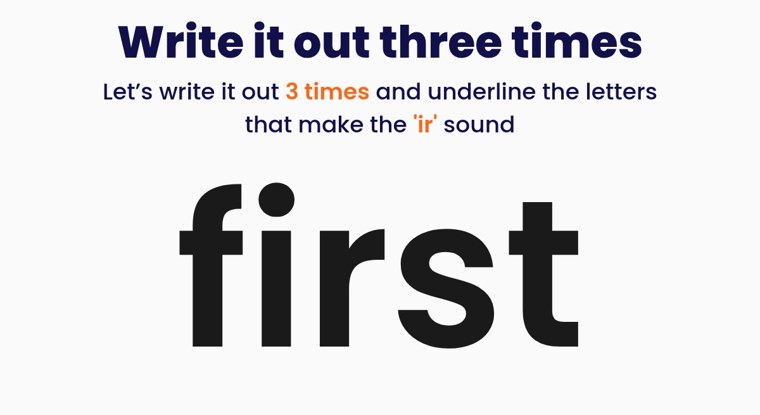 Write it out three times
Let’s write it out 3 times and underline the letters
that make the 'ir' sound
first